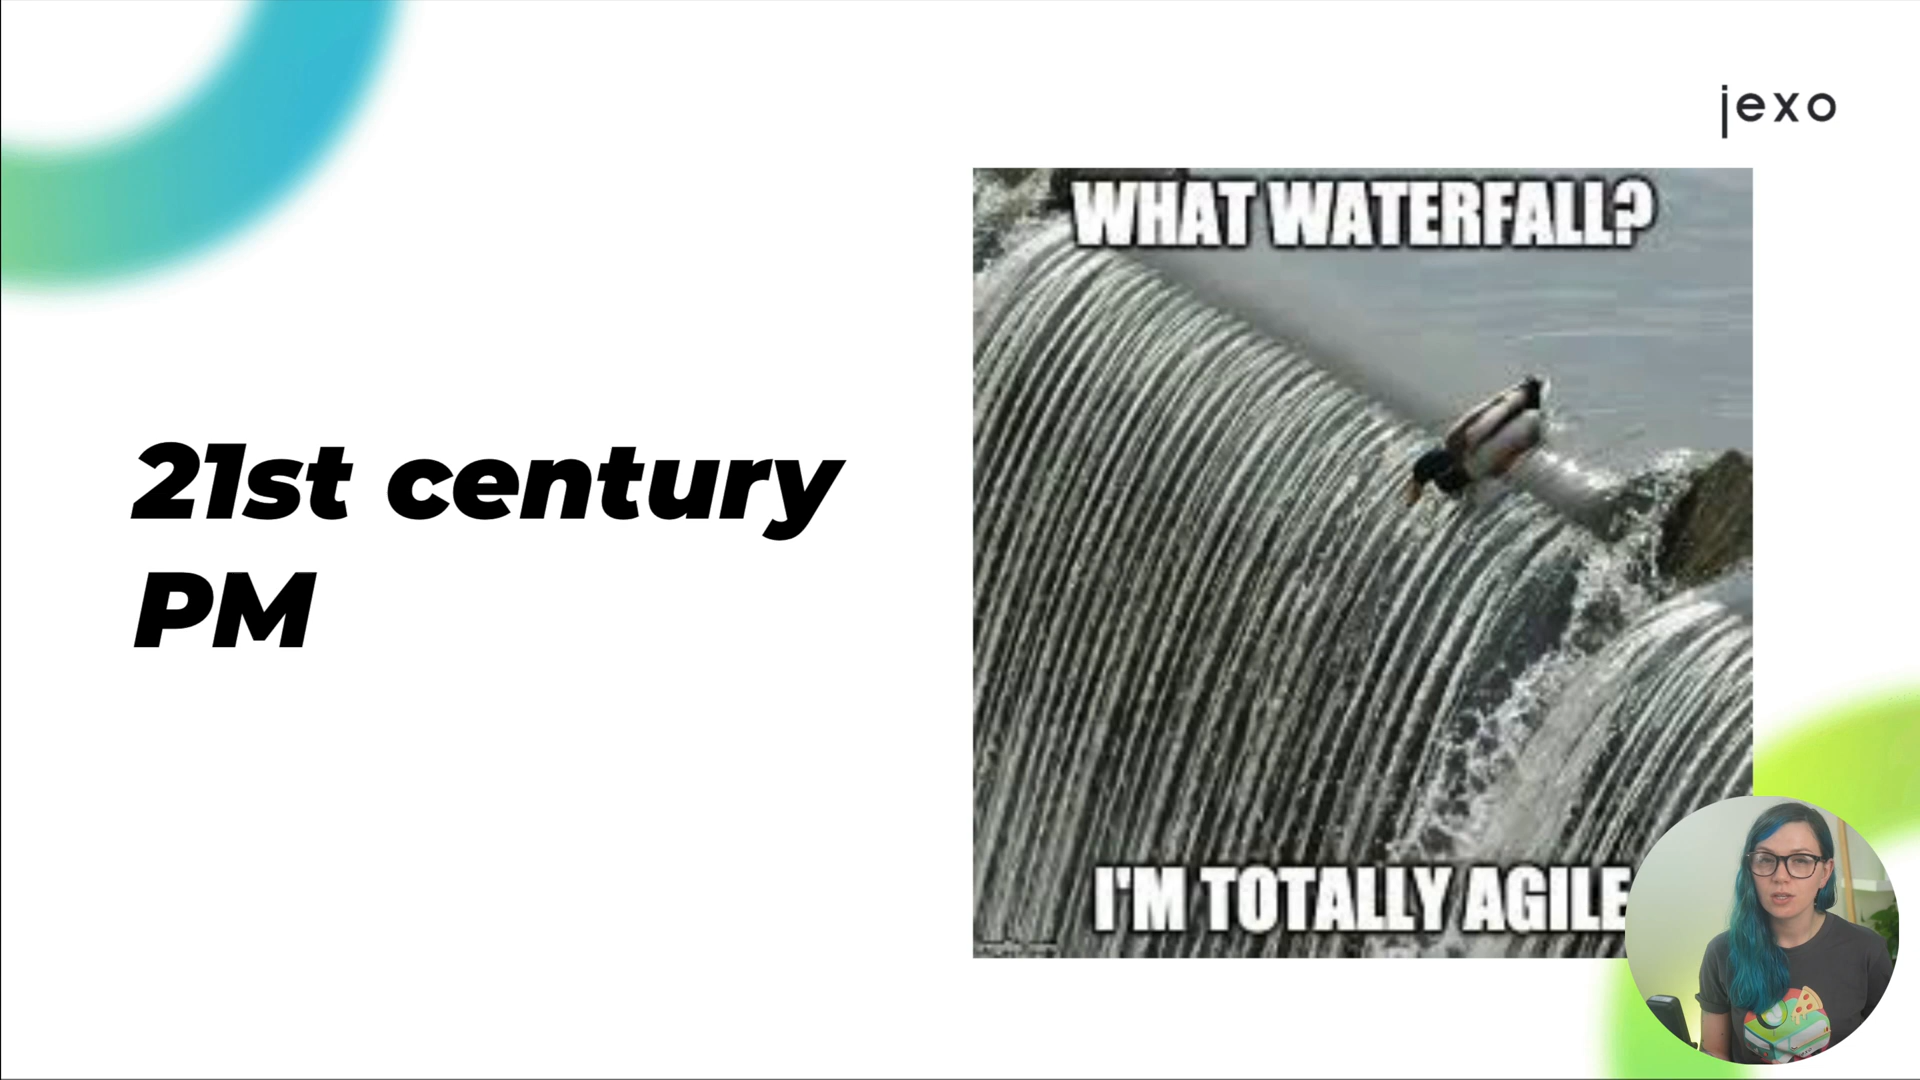 jexo
WHAT WATERFALL?
21st century
PM
I'M TOTALLY AGILE